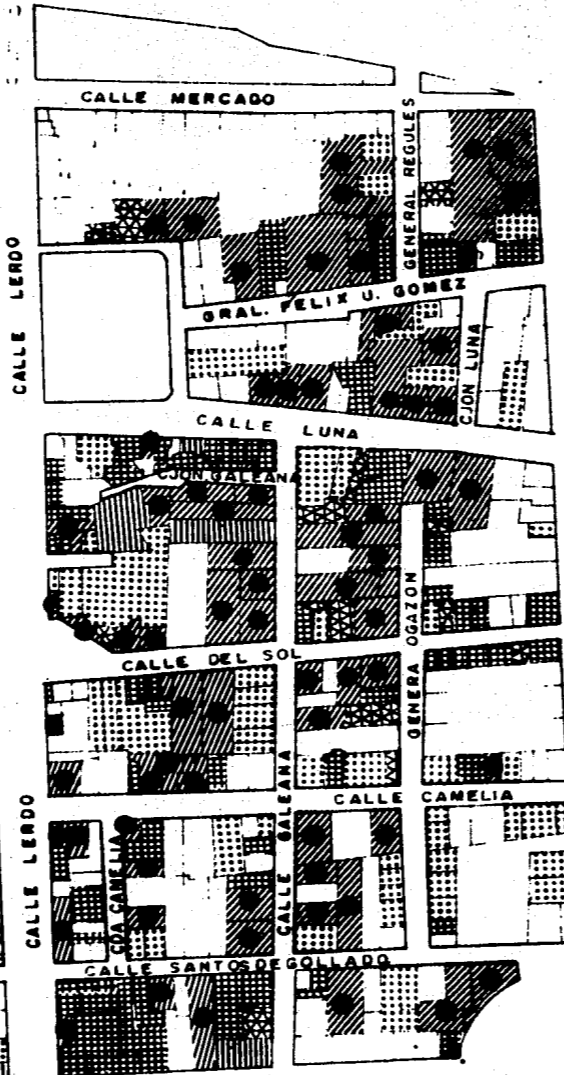 CALLE MERCADO
GENERAL REGULES
CALLE LERDO
GRAL. FELIX U. GOMEZ
CJON LUNA
CALLE LUNA
CJON GALEANA
GENERA OGAZON
CALLE DEL SOL
CALLE GALEANA
CALLE CAMELIA
CALLE LERDO
CDA CAMELIA
CALLE SANTOS DEGOLLADO